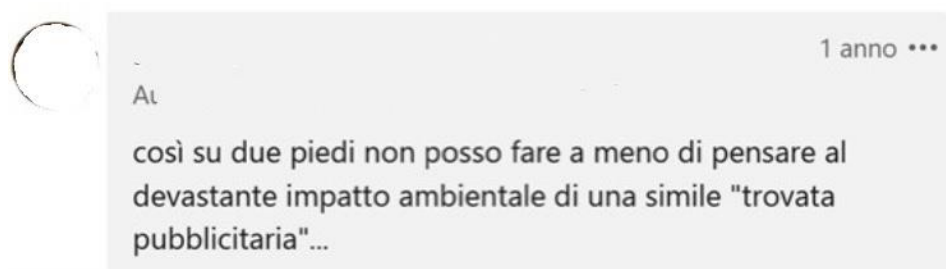 1 anno
così su due piedi non posso fare a meno di pensare al
devastante impatto ambientale di una simile "trovata
pubblicitaria"...